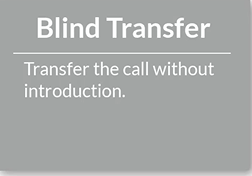 Blind Transfer
Transfer the call without
introduction.